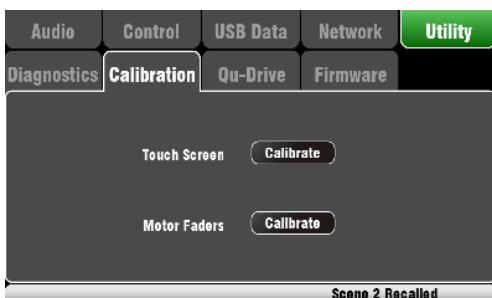 Audio Control USB Data Network Utility
Diagnostics Calibration Qu-Drive Firmware
Touch Screen Calibrate
Motor Faders Calibrate
Scene 2 Recalled